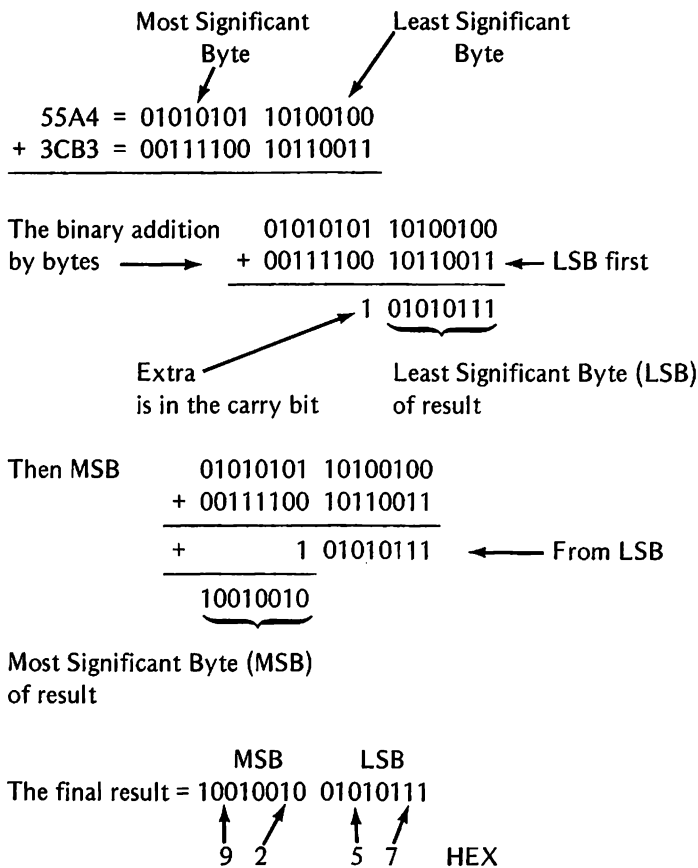 Most Significant Byte
Least Significant Byte
55A4 = 01010101 10100100
+ 3CB3 = 00111100 10110011
The binary addition by bytes
01010101 10100100
+ 00111100 10110011
LSB first
1 01010111
Extra is in the carry bit
Least Significant Byte (LSB) of result
Then MSB
01010101 10100100
+ 00111100 10110011
+ 1 01010111
From LSB
10010010
Most Significant Byte (MSB)
of result
MSB LSB
The final result = 10010010 01010111
9 2 5 7 HEX